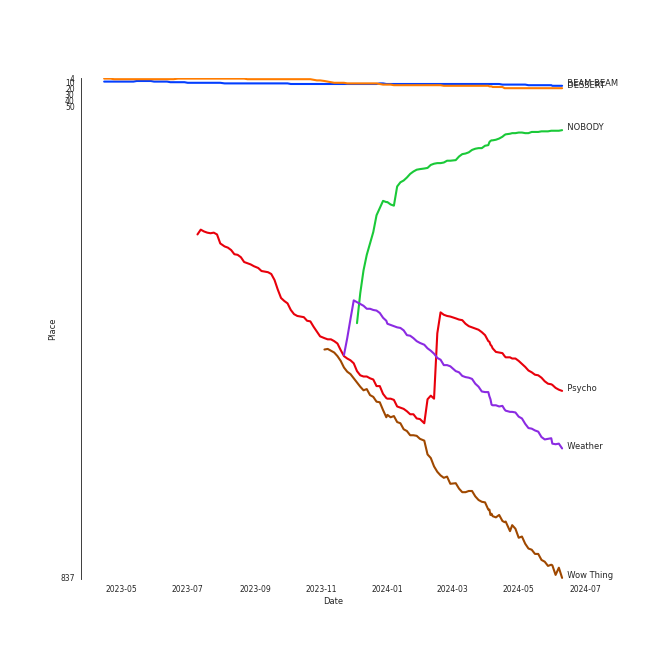 4
10
20
30
40
50
837
Place
BEAM BEAM
DESSERT
NOBODY
Psycho
Weather
Wow Thing
2023-05
2023-07
2023-09
2023-11
2024-01
2024-03
2024-05
2024-07
Date